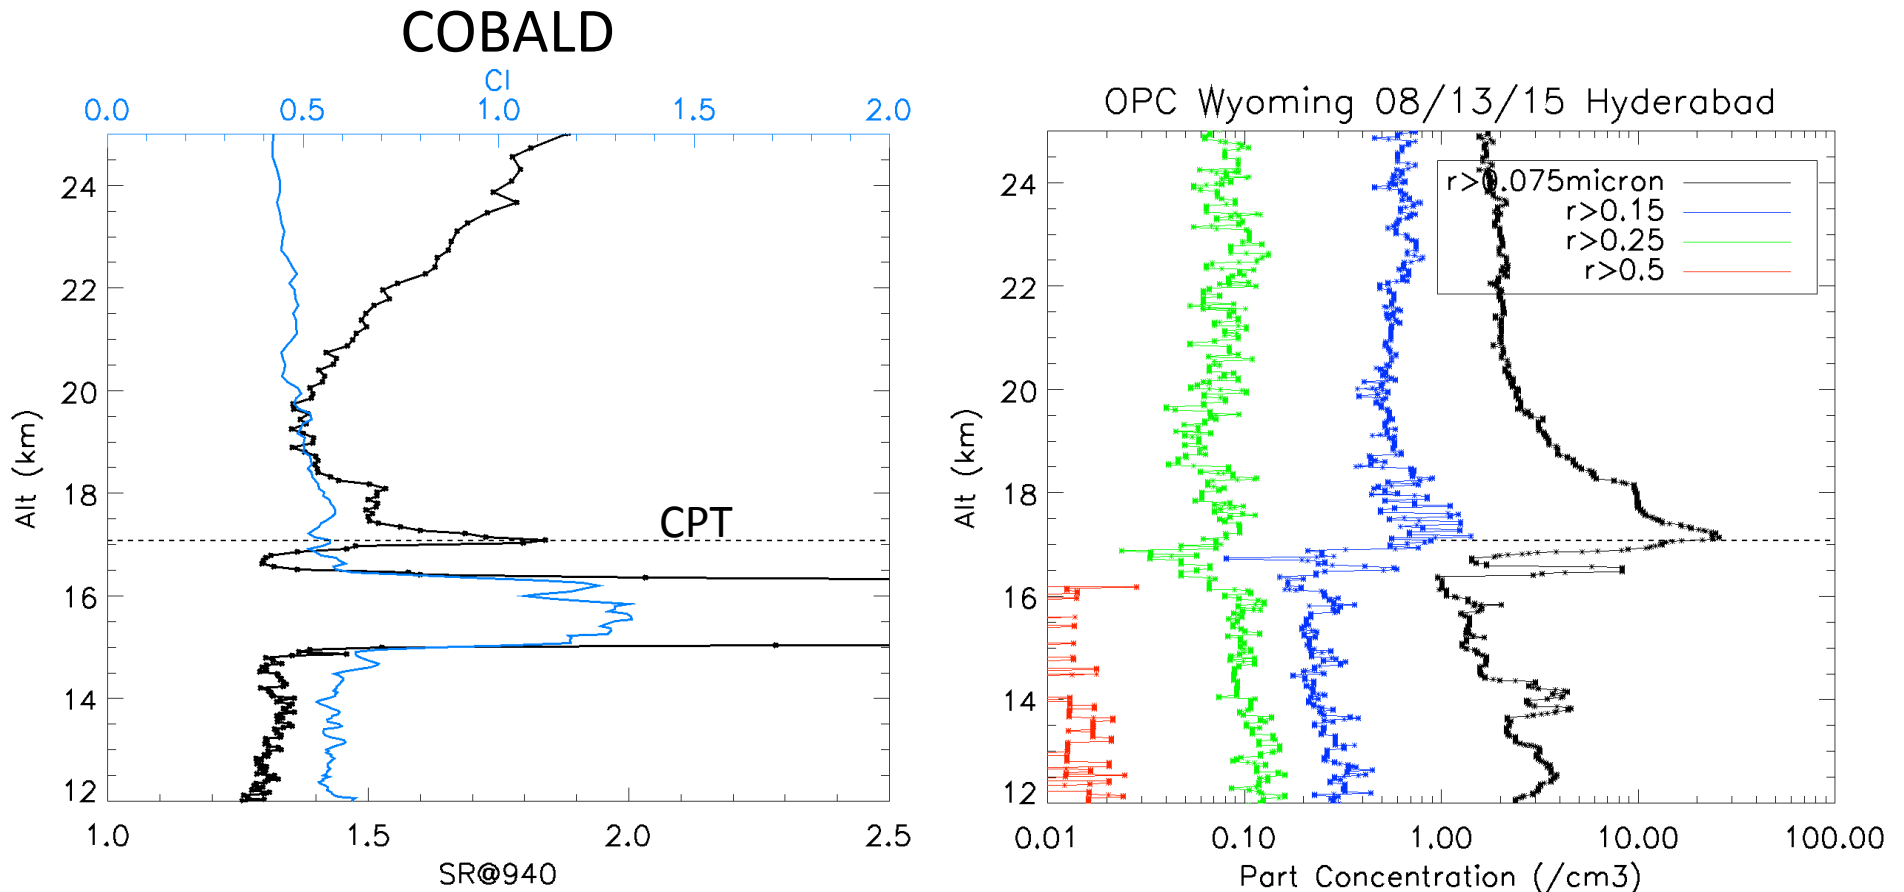 COBALD
CI
0.0 0.5 1.0 1.5 2.0
24
22
20
18
16
14
12
Alt (km)
CPT
1.0 1.5 2.0 2.5
SR@940
OPC Wyoming 08/13/15 Hyderabad
r>0.075micron
r>0.15
r>0.25
r>0.5
24
22
20
18
16
14
12
Alt (km)
0.01 0.10 1.00 10.00 100.00
Part Concentration (/cm3)